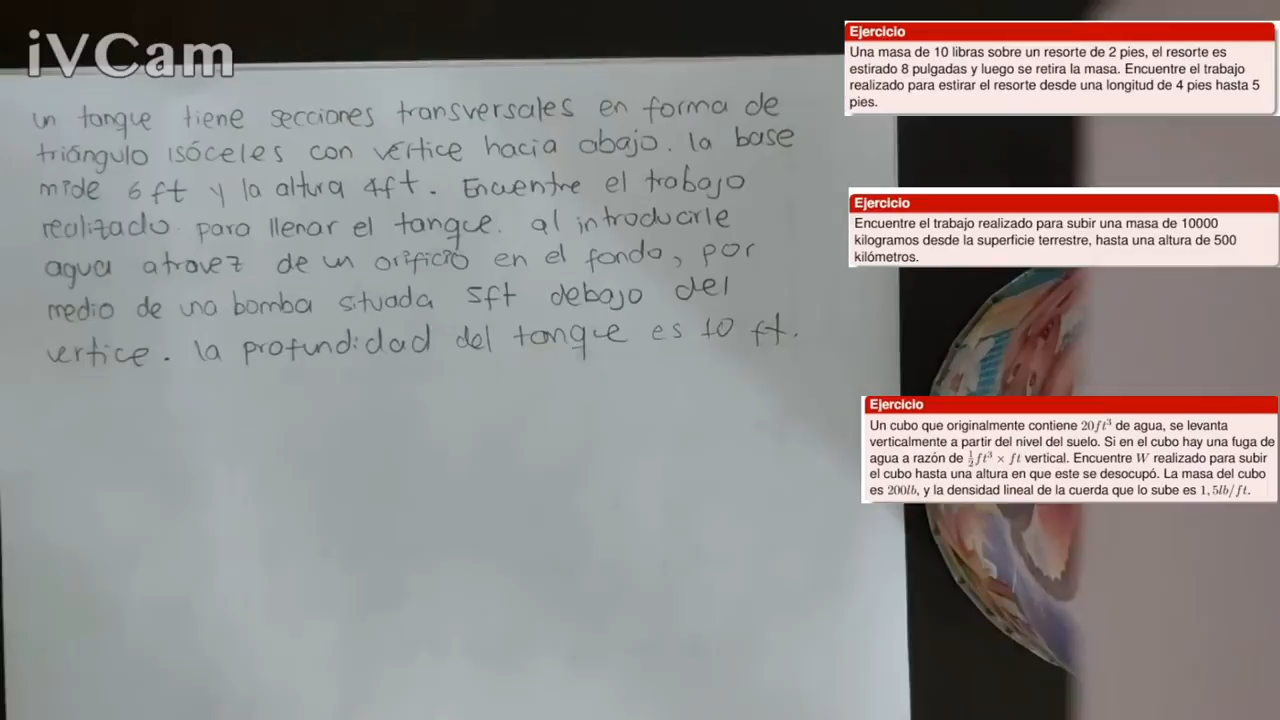 iVCam
un tanque tiene secciones transversales en forma de
triángulo isóceles con vértice hacia abajo. la base
mide 6 ft y la altura 4ft. Encuentre el trabajo
realizado para llenar el tanque. al introducirle
agua atravez de un orificio en el fondo, por
medio de una bomba situada 5ft debajo del
vertice. la profundidad del tanque es 10 ft.
Ejercicio
Una masa de 10 libras sobre un resorte de 2 pies, el resorte es
estirado 8 pulgadas y luego se retira la masa. Encuentre el trabajo
realizado para estirar el resorte desde una longitud de 4 pies hasta 5
pies.
Ejercicio
Encuentre el trabajo realizado para subir una masa de 10000
kilogramos desde la superficie terrestre, hasta una altura de 500
kilómetros.
Ejercicio
Un cubo que originalmente contiene 20ft³ de agua, se levanta
verticalmente a partir del nivel del suelo. Si en el cubo hay una fuga de
agua a razón de ½ft³ × ft vertical. Encuentre W realizado para subir
el cubo hasta una altura en que este se desocupó. La masa del cubo
es 200lb, y la densidad lineal de la cuerda que lo sube es 1,5lb/ft.